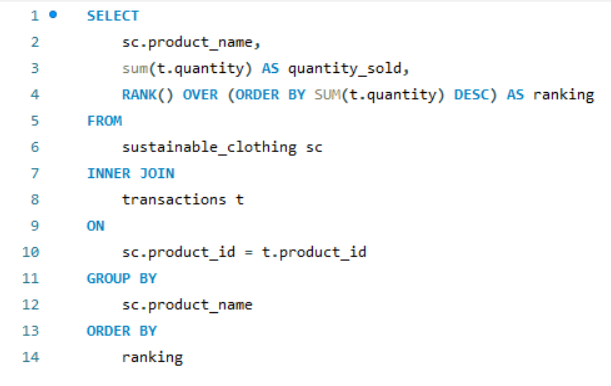 1 SELECT
2 sc.product_name,
3 sum(t.quantity) AS quantity_sold,
4 RANK() OVER (ORDER BY SUM(t.quantity) DESC) AS ranking
5 FROM
6 sustainable_clothing sc
7 INNER JOIN
8 transactions t
9 ON
10 sc.product_id = t.product_id
11 GROUP BY
12 sc.product_name
13 ORDER BY
14 ranking